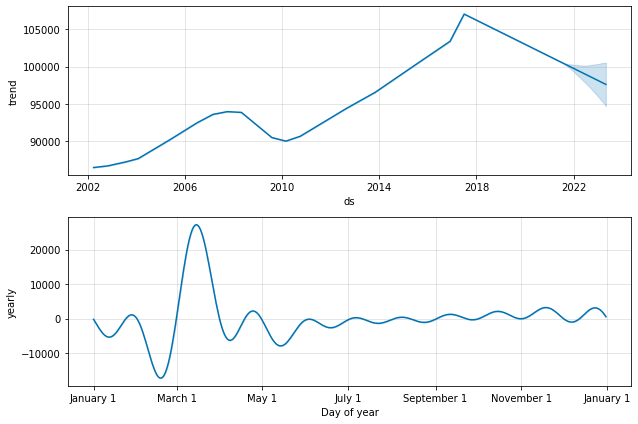 trend
105000
100000
95000
90000
2002 2006 2010 2014 2018 2022
ds
yearly
20000
10000
0
−10000
January 1 March 1 May 1 July 1 September 1 November 1 January 1
Day of year